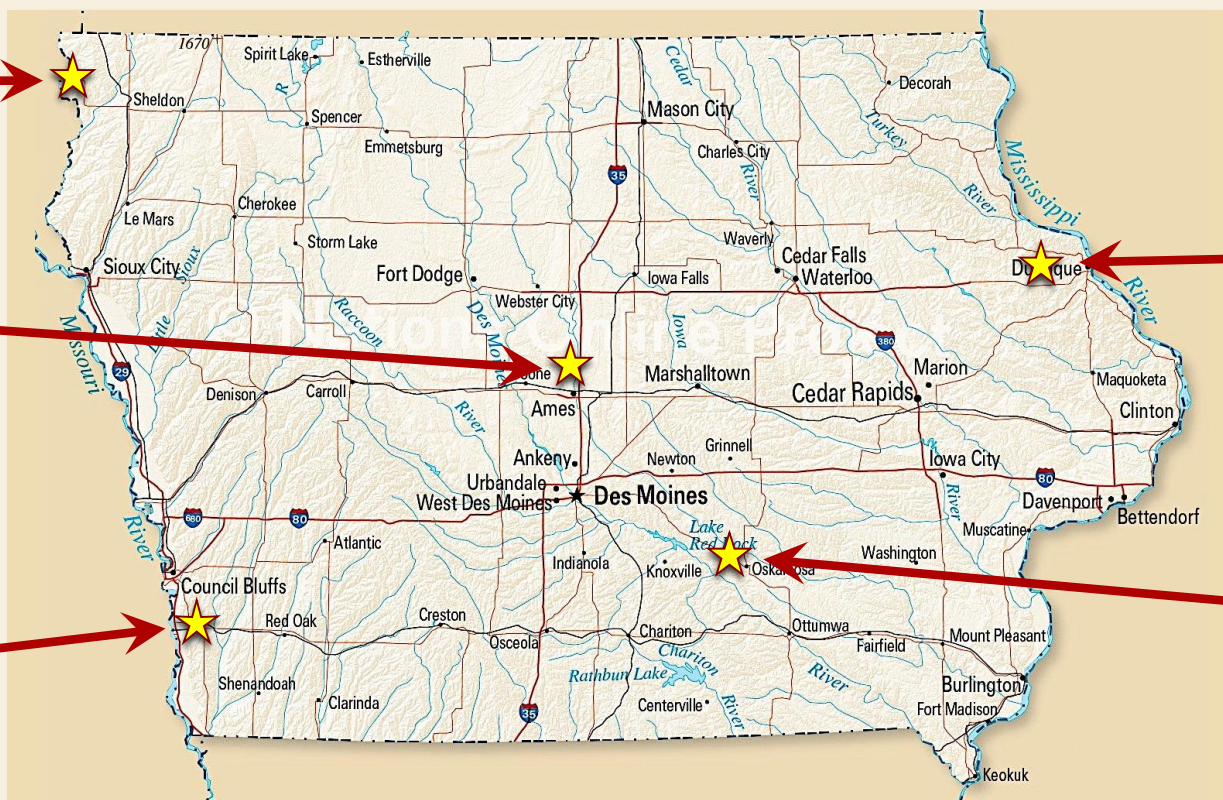 1670
Spirit Lake
Estherville
Cedar
River
Decorah
Sheldon
Spencer
Emmetsburg
Mason City
Charles City
Turkey
River
Mississippi
River
35
Le Mars
Cherokee
Storm Lake
Sioux City
Sioux
Fort Dodge
Webster City
Iowa Falls
Waverly
Cedar Falls
Waterloo
Missouri
River
Raccoon
River
Des Moines
Iowa
River
380
29
Denison
Carroll
Ames
Marshalltown
Marion
Cedar Rapids
Maquoketa
Clinton
Ankeny
Urbandale
West Des Moines
Des Moines
Newton
Grinnell
Iowa City
80
Davenport
Bettendorf
Muscatine
680
80
Atlantic
Indianola
Lake
Knoxville
Washington
Council Bluffs
Red Oak
Creston
Osceola
Chariton
Ottumwa
Fairfield
Mount Pleasant
Shenandoah
Clarinda
Rathbun Lake
Chariton
River
River
Centerville
Burlington
Fort Madison
35
Keokuk